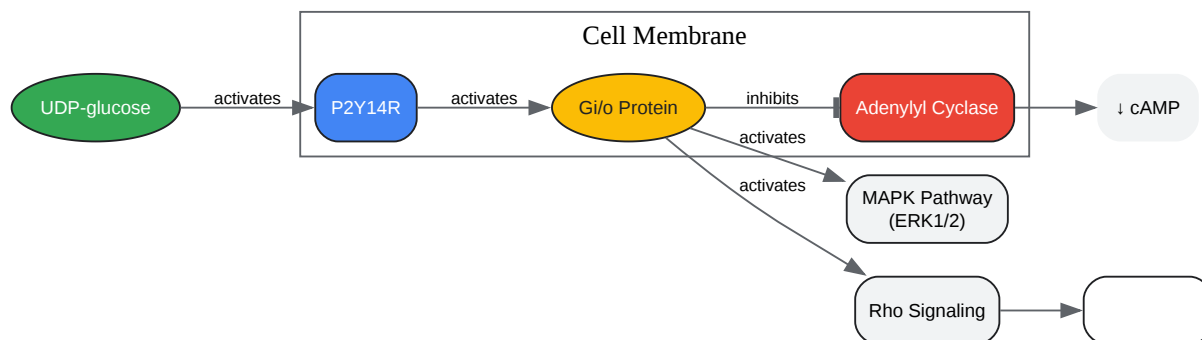 Cell Membrane
UDP-glucose
activates
P2Y14R
activates
Gi/o Protein
inhibits
Adenylyl Cyclase
↓ cAMP
activates
MAPK Pathway
(ERK1/2)
activates
Rho Signaling